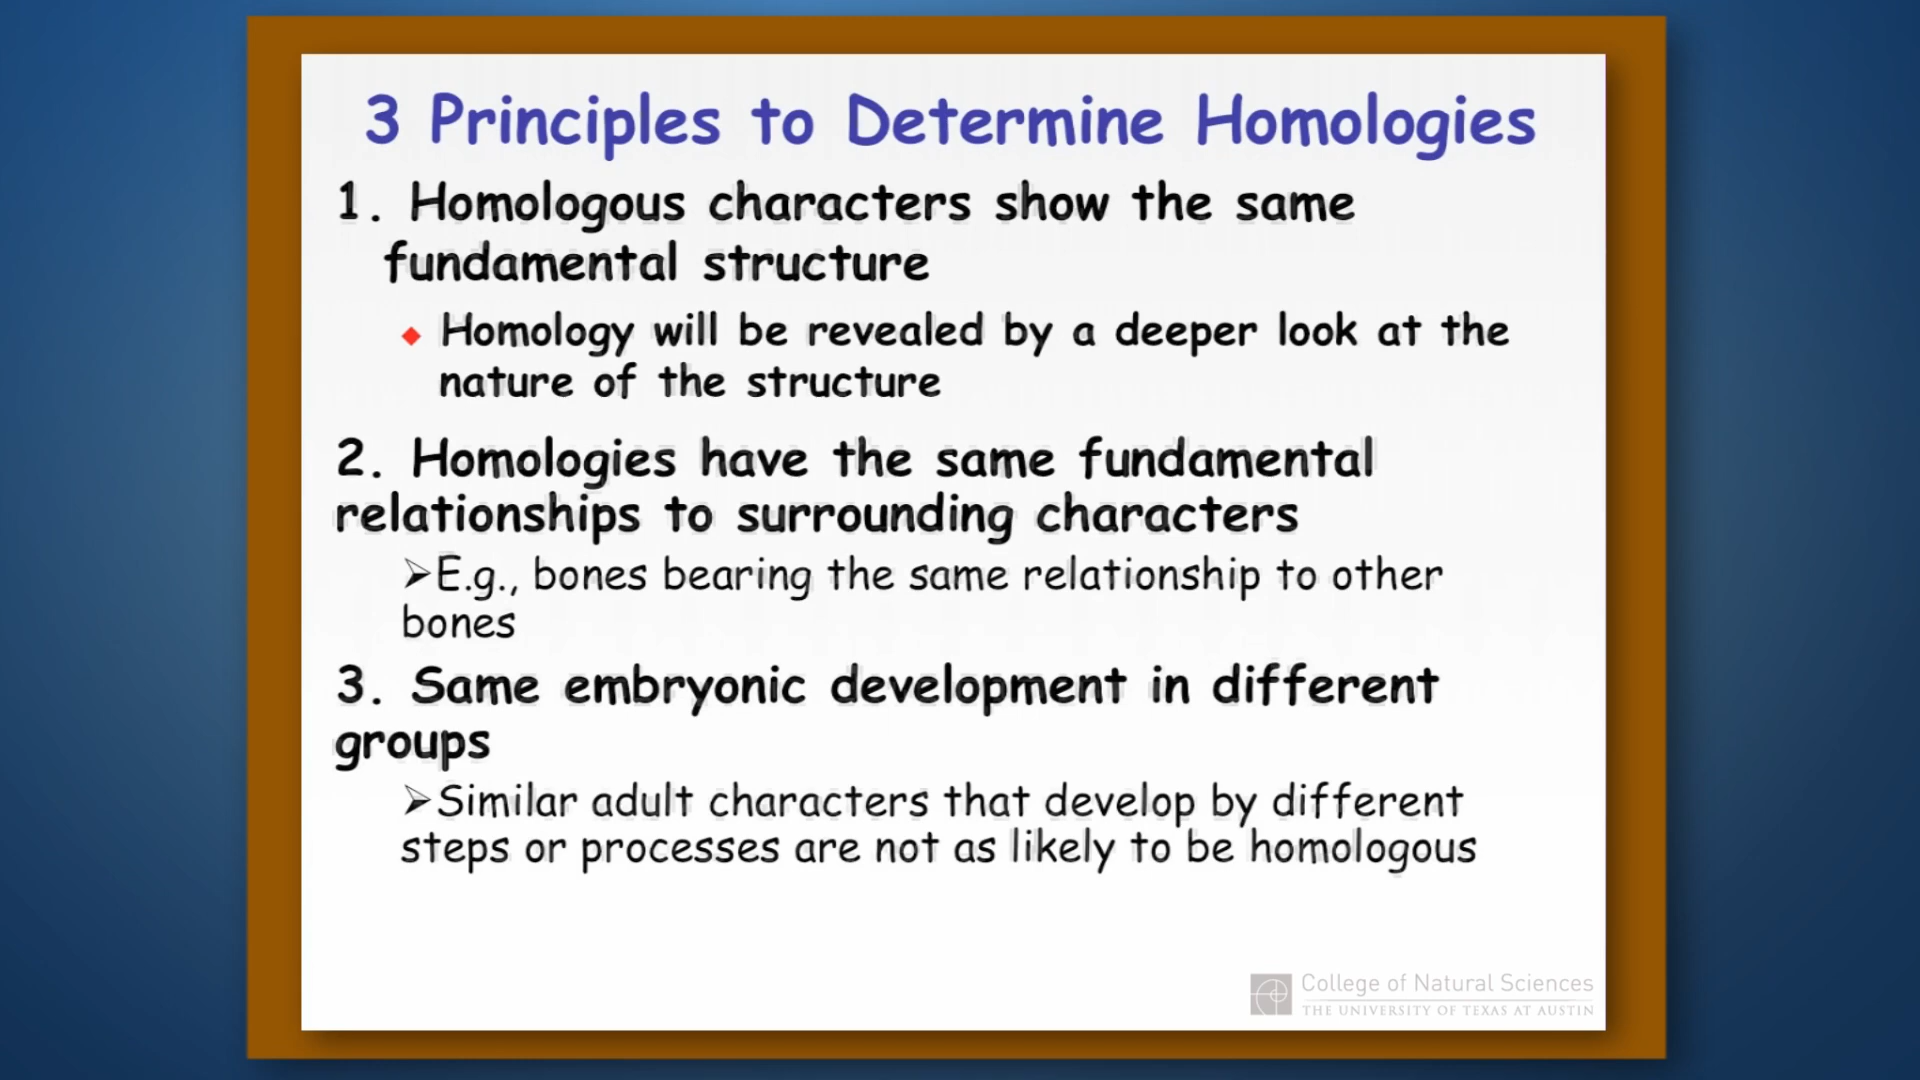 3 Principles to Determine Homologies
1. Homologous characters show the same
fundamental structure
Homology will be revealed by a deeper look at the
nature of the structure
2. Homologies have the same fundamental
relationships to surrounding characters
➢E.g., bones bearing the same relationship to other
bones
3. Same embryonic development in different
groups
➢Similar adult characters that develop by different
steps or processes are not as likely to be homologous
College of Natural Sciences
THE UNIVERSITY OF TEXAS AT AUSTIN